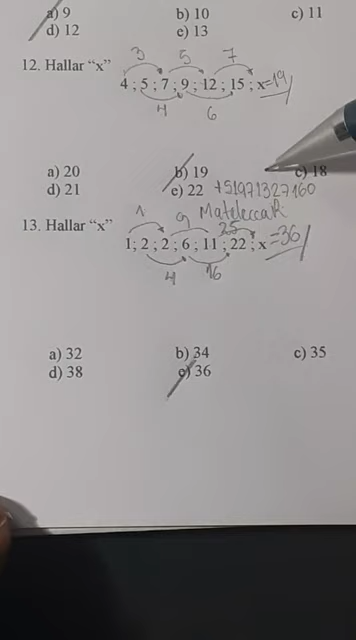 a) 9 b) 10 c) 11
d) 12 e) 13
12. Hallar “x”
3 5 7
4 ; 5 ; 7 ; 9 ; 12 ; 15 ; x=19
4 6
a) 20 b) 19 c) 18
d) 21 e) 22 +51971327160
MateleccaR
13. Hallar “x”
1 9 25
1; 2 ; 2 ; 6 ; 11 ; 22 ; x =36
4 16
a) 32 b) 34 c) 35
d) 38 e) 36